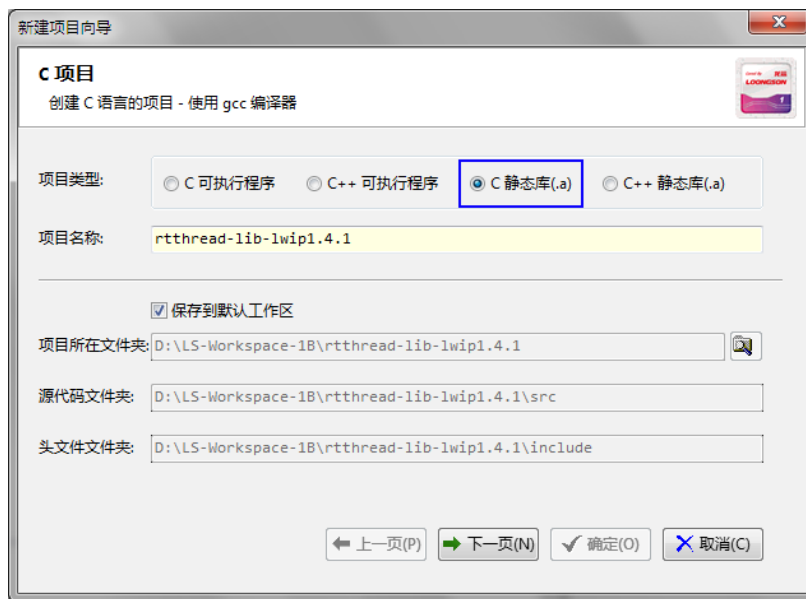 新建项目向导
C 项目
创建 C 语言的项目 - 使用 gcc 编译器
LOONGSON
项目类型: C 可执行程序 C++ 可执行程序 C 静态库(.a) C++ 静态库(.a)
项目名称: rtthread-lib-lwip1.4.1
保存到默认工作区
项目所在文件夹: D:\LS-Workspace-1B\rtthread-lib-lwip1.4.1
源代码文件夹: D:\LS-Workspace-1B\rtthread-lib-lwip1.4.1\src
头文件文件夹: D:\LS-Workspace-1B\rtthread-lib-lwip1.4.1\include
上一页(P) 下一页(N) 确定(O) 取消(C)